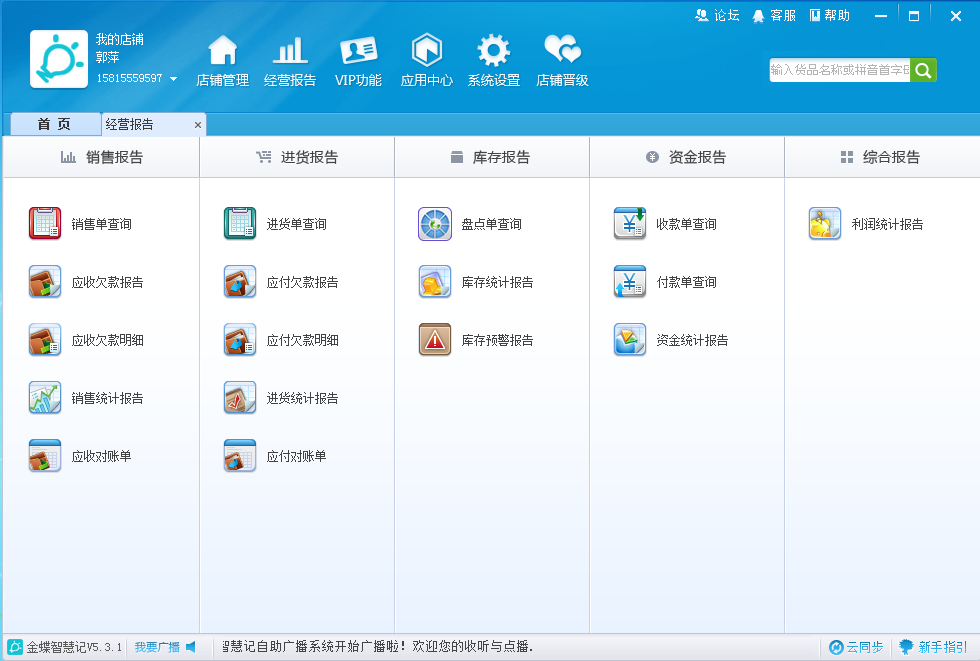 论坛 客服 帮助
我的店铺
郭萍
15815559597
店铺管理 经营报告 VIP功能 应用中心 系统设置 店铺晋级
输入货品名称或拼音首字
首 页 经营报告 ×
销售报告 进货报告 库存报告 资金报告 综合报告
销售单查询 进货单查询 盘点单查询 收款单查询 利润统计报告
应收欠款报告 应付欠款报告 库存统计报告 付款单查询
应收欠款明细 应付欠款明细 库存预警报告 资金统计报告
销售统计报告 进货统计报告
应收对账单 应付对账单
金蝶智慧记V5.3.1 我要广播 智慧记自助广播系统开始广播啦！欢迎您的收听与点播. 云同步 新手指引